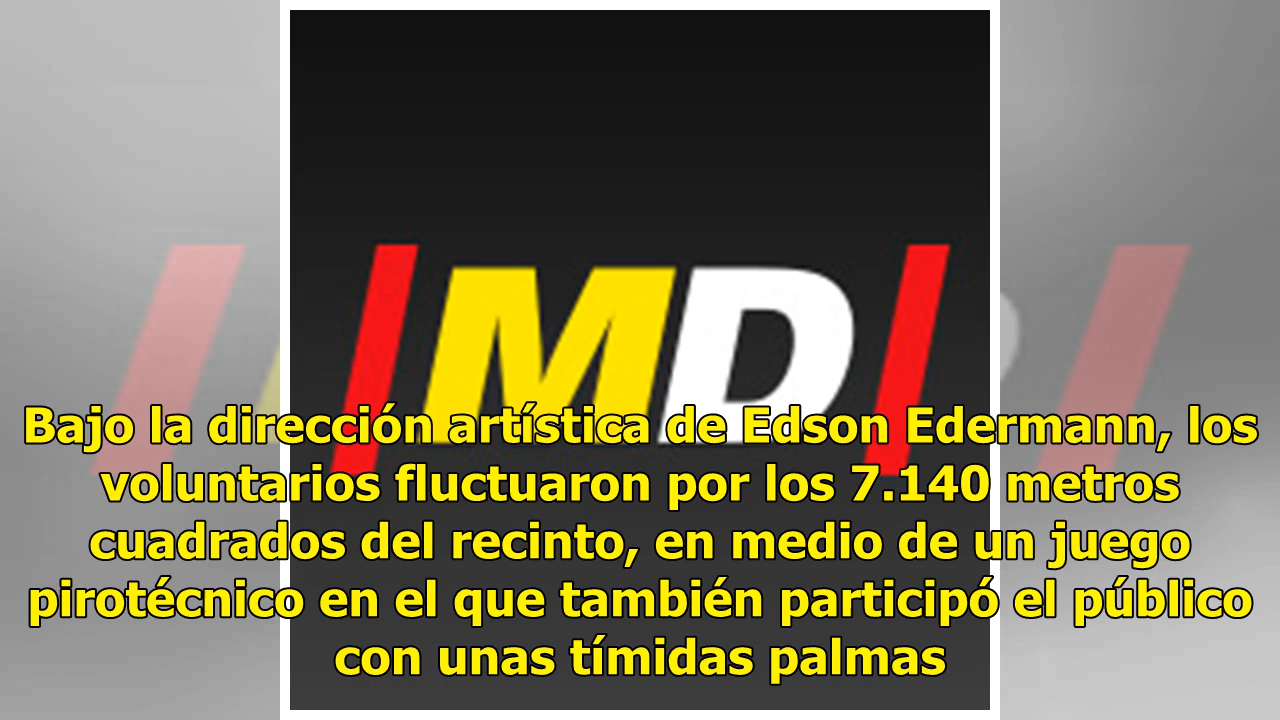 MD
Bajo la dirección artística de Edson Edermann, los
voluntarios fluctuaron por los 7.140 metros
cuadrados del recinto, en medio de un juego
pirotécnico en el que también participó el público
con unas tímidas palmas